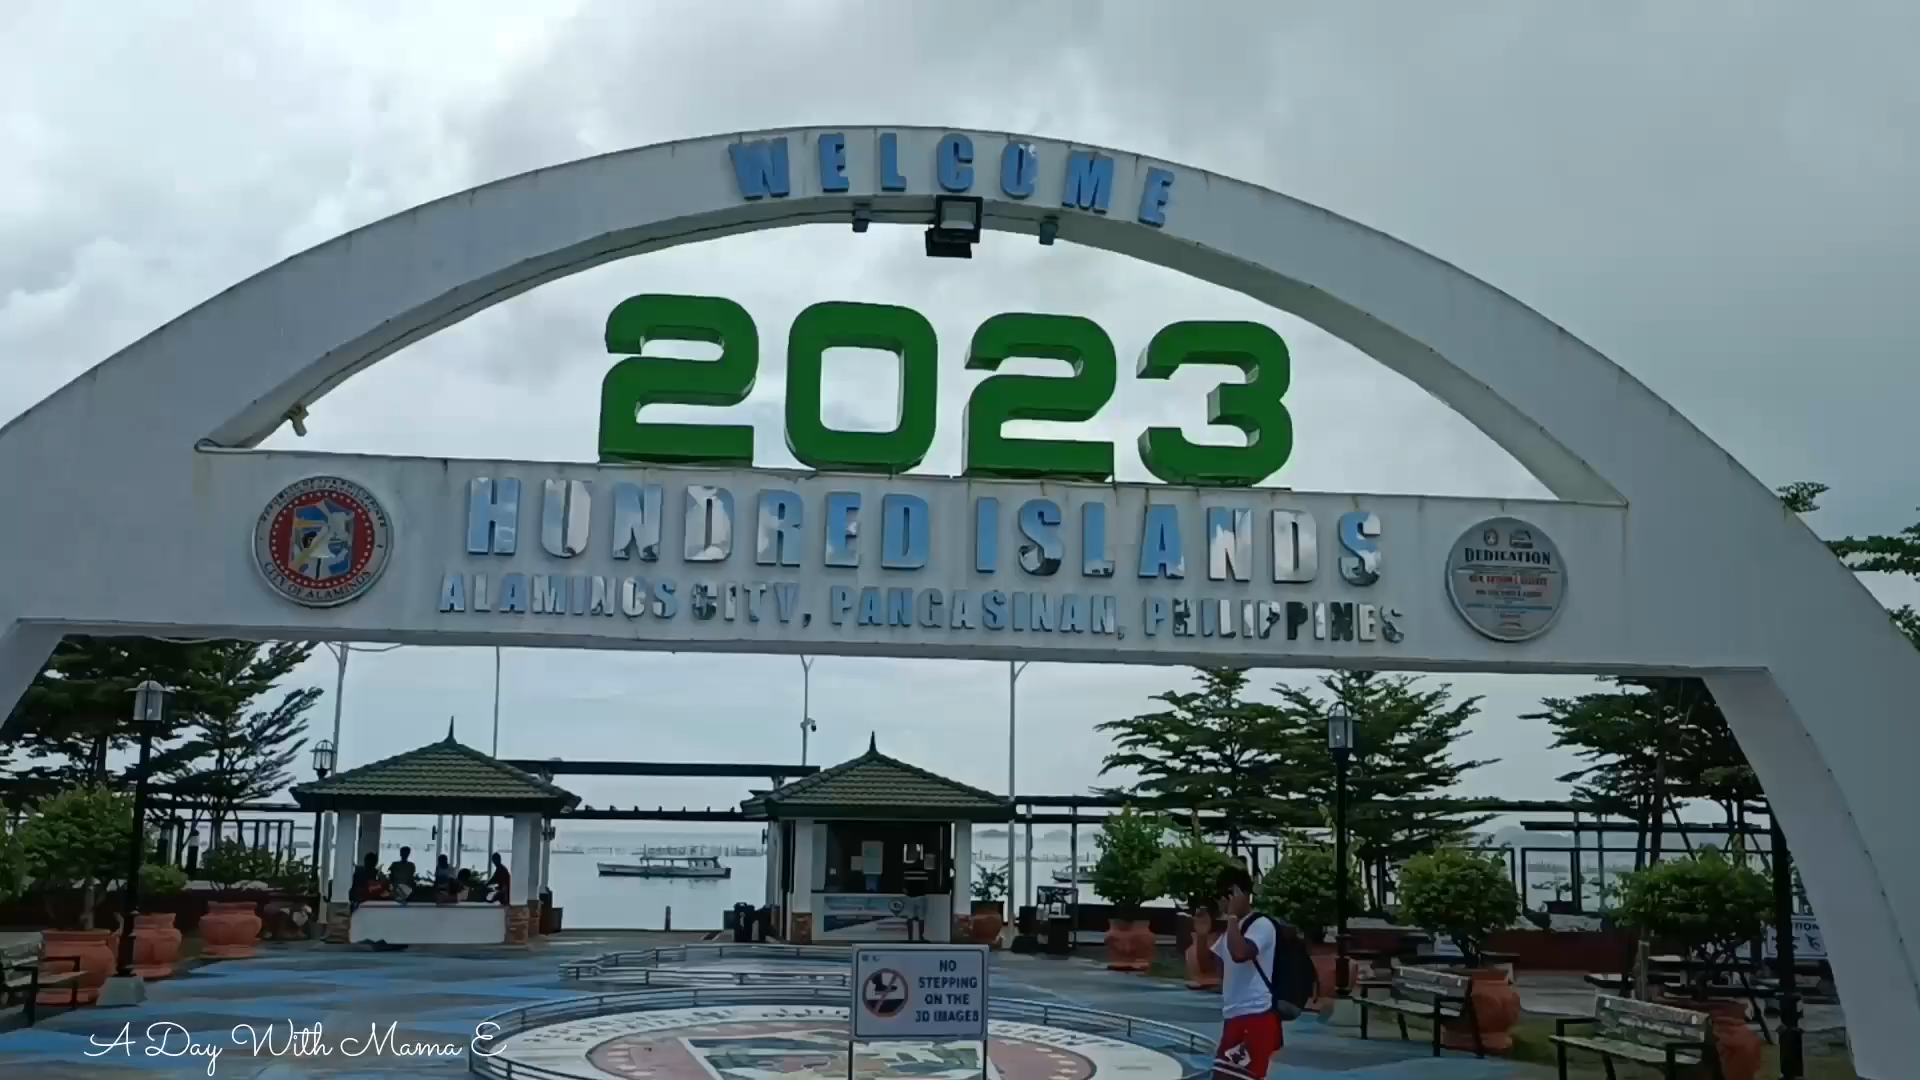 WELCOME
2023
HUNDRED ISLANDS
ALAMINOS CITY, PANGASINAN, PHILIPPINES
CITY OF ALAMINOS
DEDICATION
NO
STEPPING
ON THE
3D IMAGES
A Day With Mama E